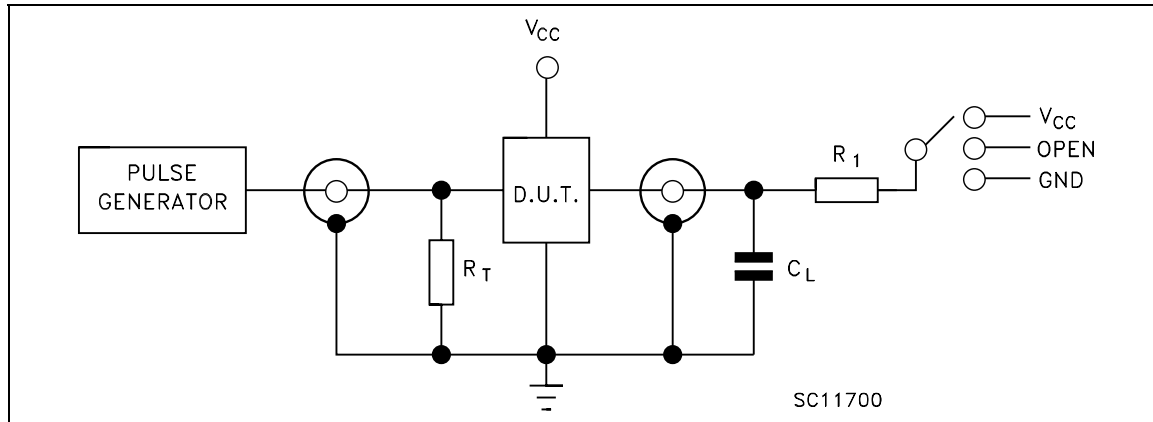 VCC
PULSE
GENERATOR
D.U.T.
RT
CL
R1
VCC
OPEN
GND
SC11700